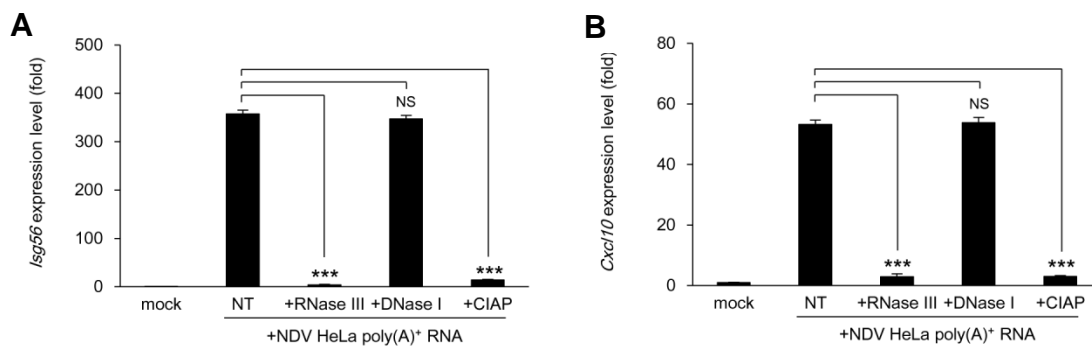 A
Isg56 expression level (fold)
500
400
300
200
100
0
NS
***
***
mock
NT
+RNase III
+DNase I
+CIAP
+NDV HeLa poly(A)+ RNA
B
Cxcl10 expression level (fold)
80
60
40
20
0
NS
***
***
mock
NT
+RNase III
+DNase I
+CIAP
+NDV HeLa poly(A)+ RNA